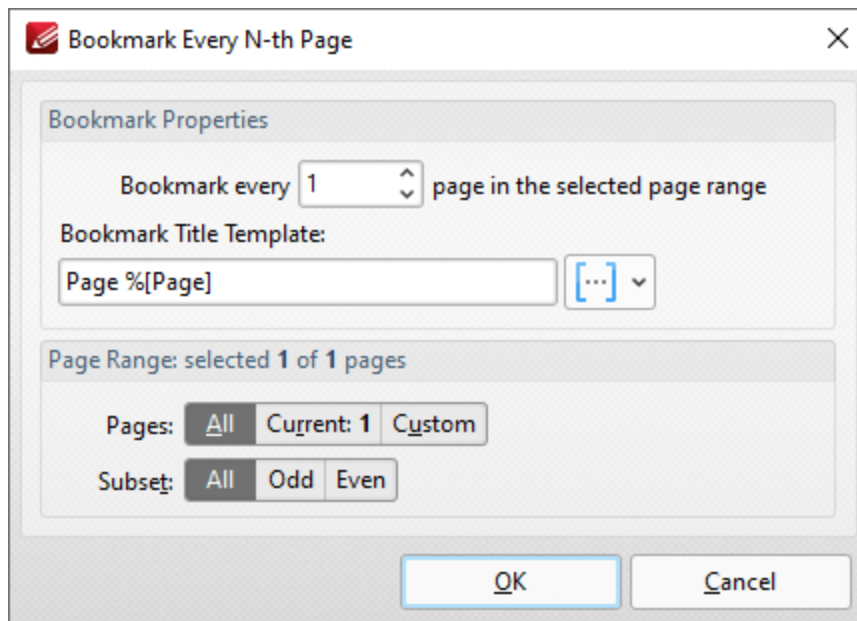 Bookmark Every N-th Page
Bookmark Properties
Bookmark every 1 page in the selected page range
Bookmark Title Template:
Page %[Page]
[...]
Page Range: selected 1 of 1 pages
Pages: All Current: 1 Custom
Subset: All Odd Even
OK Cancel